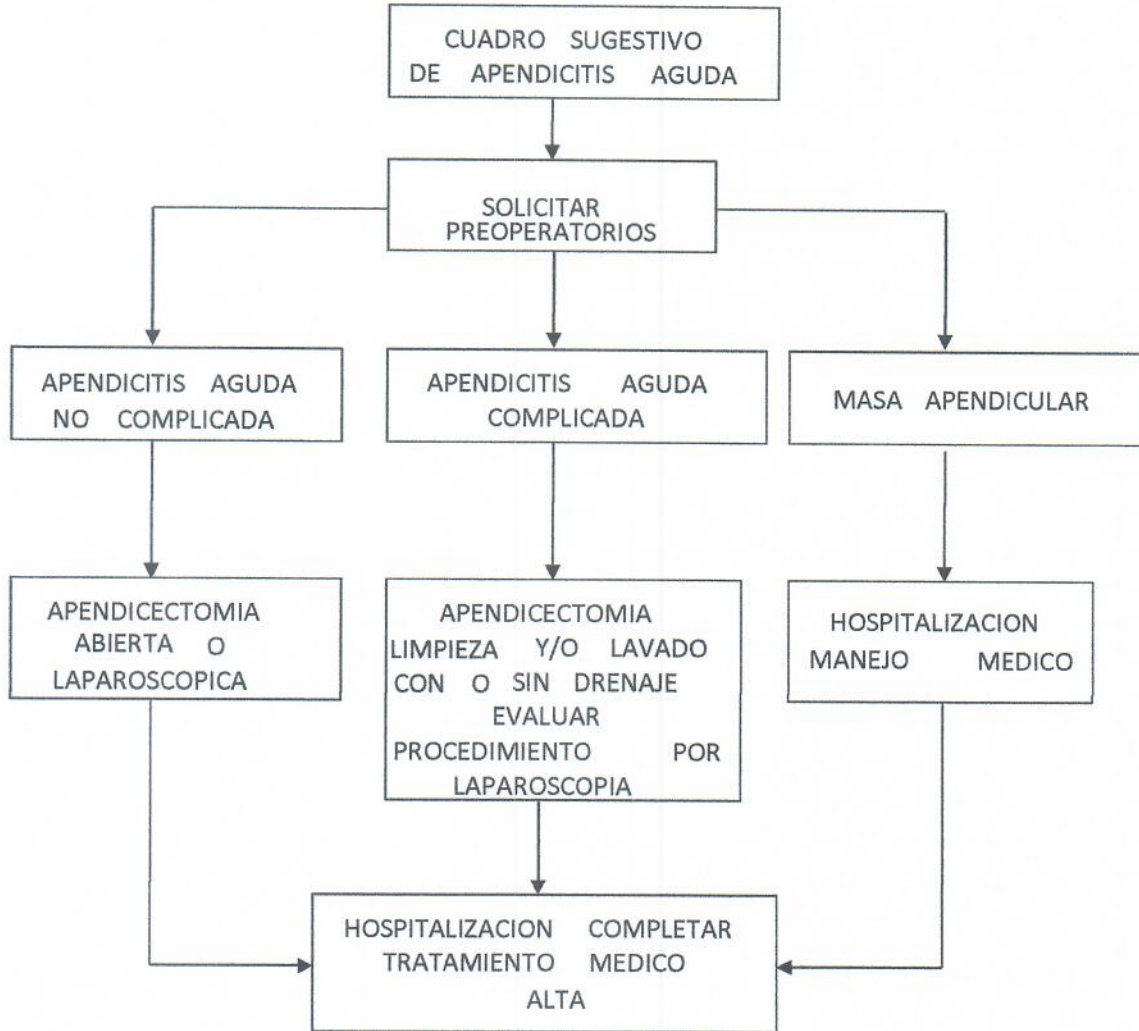 CUADRO SUGESTIVO
DE APENDICITIS AGUDA
SOLICITAR
PREOPERATORIOS
APENDICITIS AGUDA
NO COMPLICADA
APENDICITIS AGUDA
COMPLICADA
MASA APENDICULAR
APENDICECTOMIA
ABIERTA O
LAPAROSCOPICA
APENDICECTOMIA
LIMPIEZA Y/O LAVADO
CON O SIN DRENAJE
EVALUAR
PROCEDIMIENTO POR
LAPAROSCOPIA
HOSPITALIZACION
MANEJO MEDICO
HOSPITALIZACION COMPLETAR
TRATAMIENTO MEDICO
ALTA